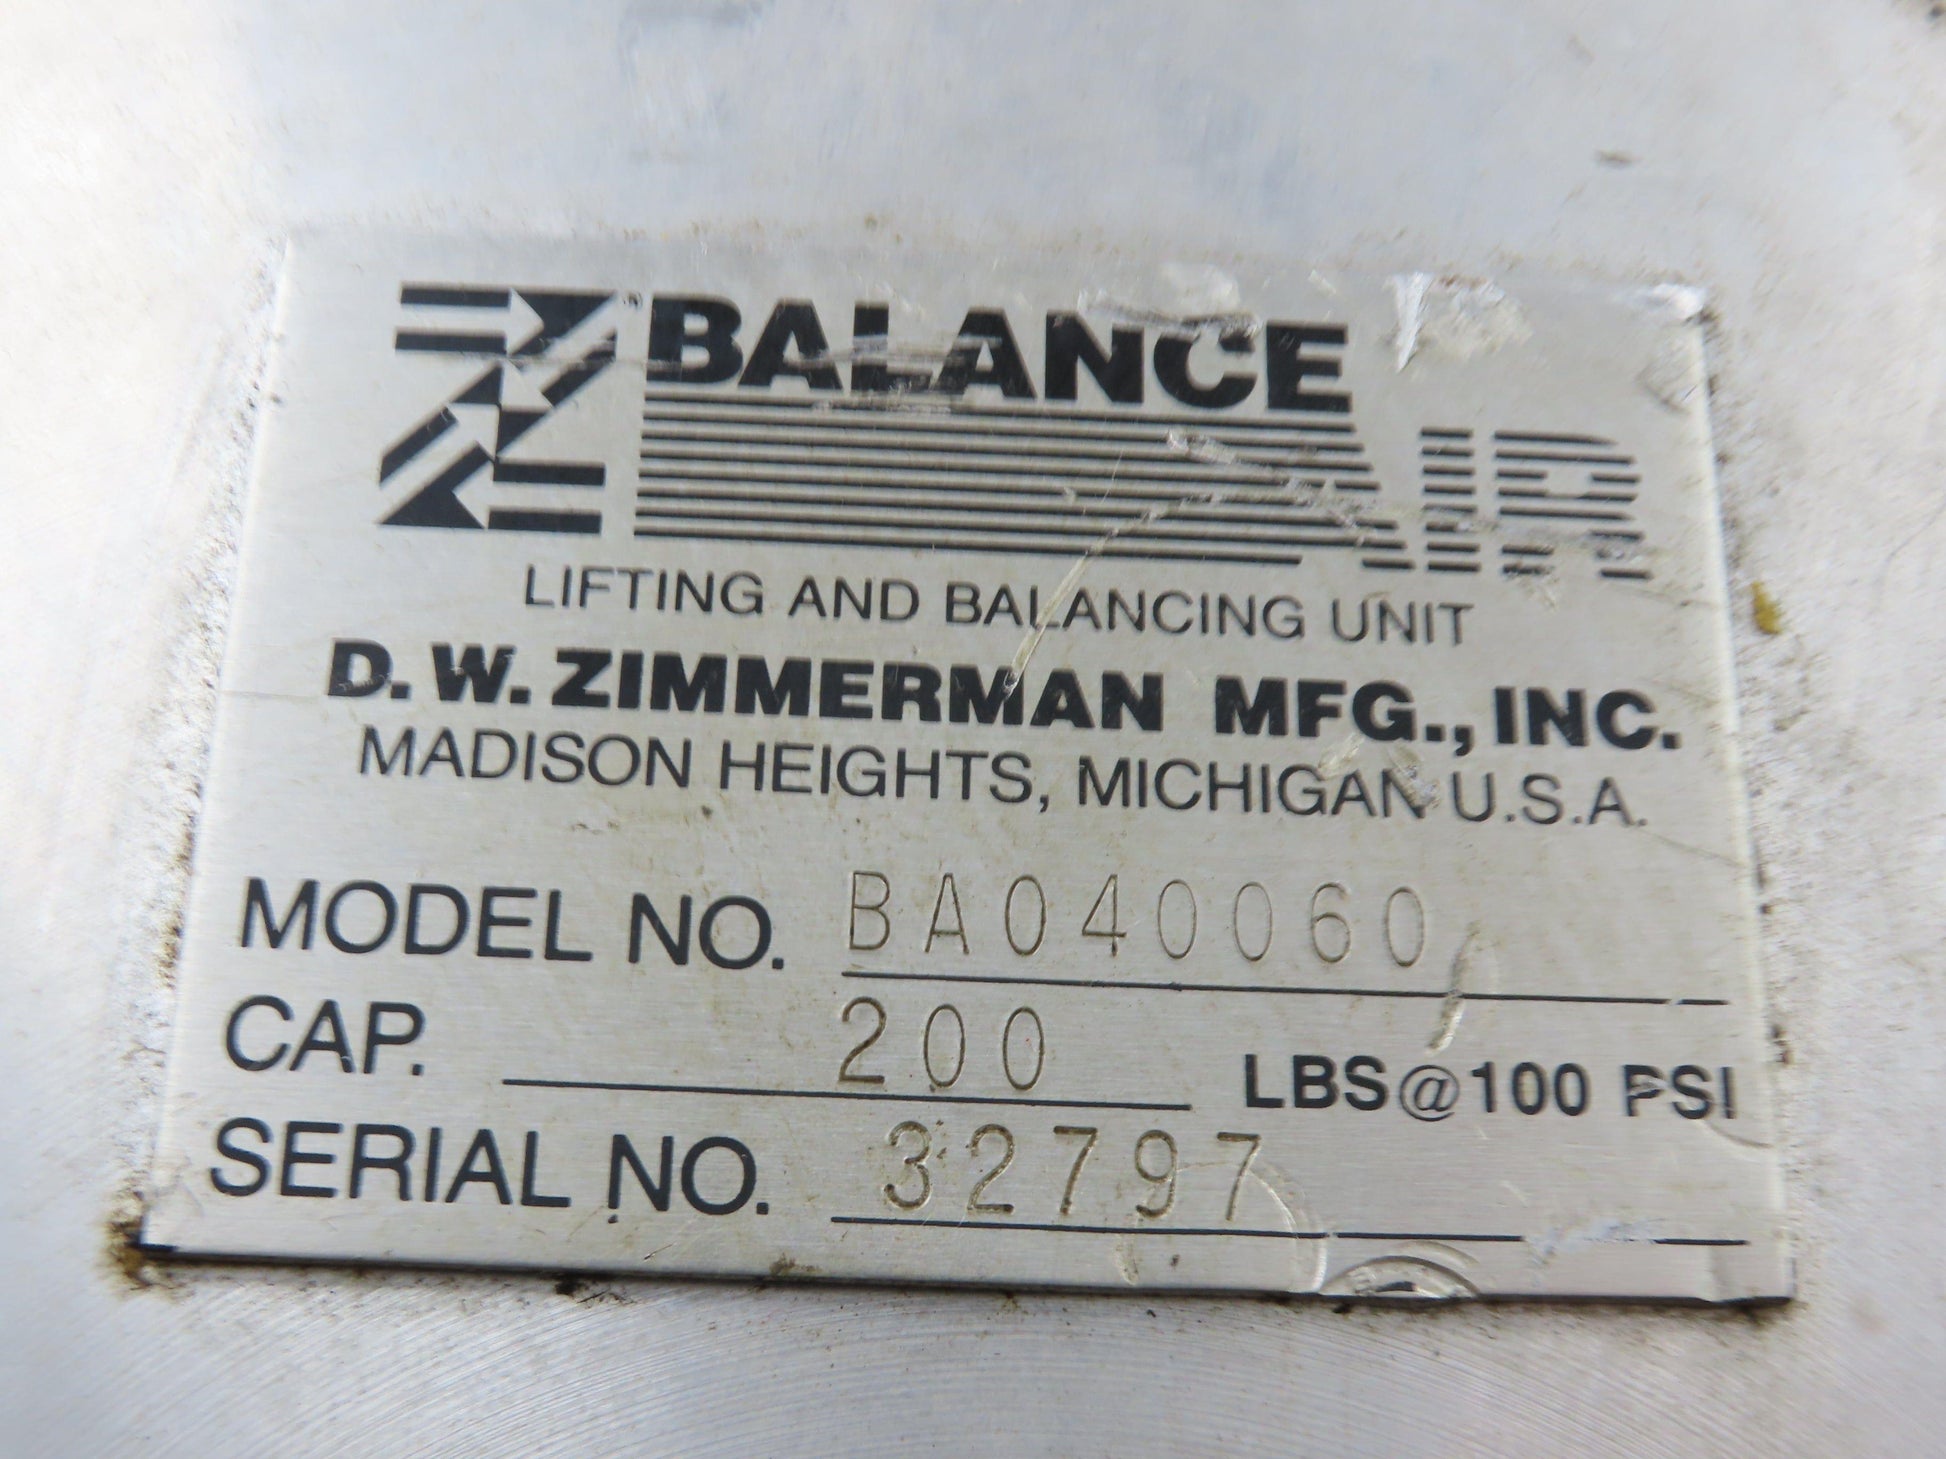 BALANCE
AIR
LIFTING AND BALANCING UNIT
D. W. ZIMMERMAN MFG., INC.
MADISON HEIGHTS, MICHIGAN U.S.A.
MODEL NO. BA040060
CAP. 200 LBS@100 PSI
SERIAL NO. 32797